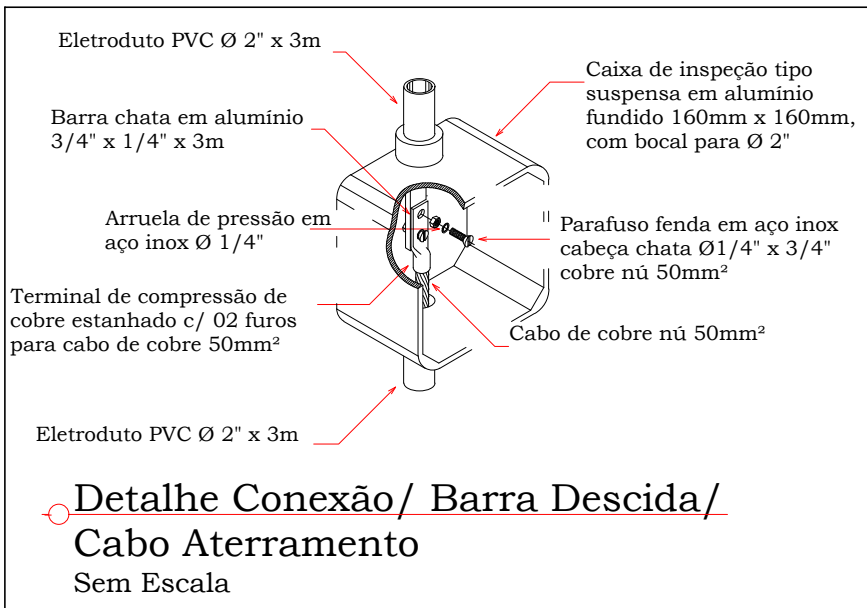 Eletroduto PVC Ø 2" x 3m
Caixa de inspeção tipo
suspensa em alumínio
fundido 160mm x 160mm,
com bocal para Ø 2"
Barra chata em alumínio
3/4" x 1/4" x 3m
Arruela de pressão em
aço inox Ø 1/4"
Parafuso fenda em aço inox
cabeça chata Ø1/4" x 3/4"
cobre nú 50mm²
Terminal de compressão de
cobre estanhado c/ 02 furos
para cabo de cobre 50mm²
Cabo de cobre nú 50mm²
Eletroduto PVC Ø 2" x 3m
Detalhe Conexão/ Barra Descida/
Cabo Aterramento
Sem Escala